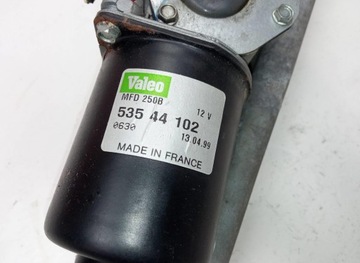 Valeo
MFD 250B 12 V
535 44 102
0630 13.04.99
MADE IN FRANCE